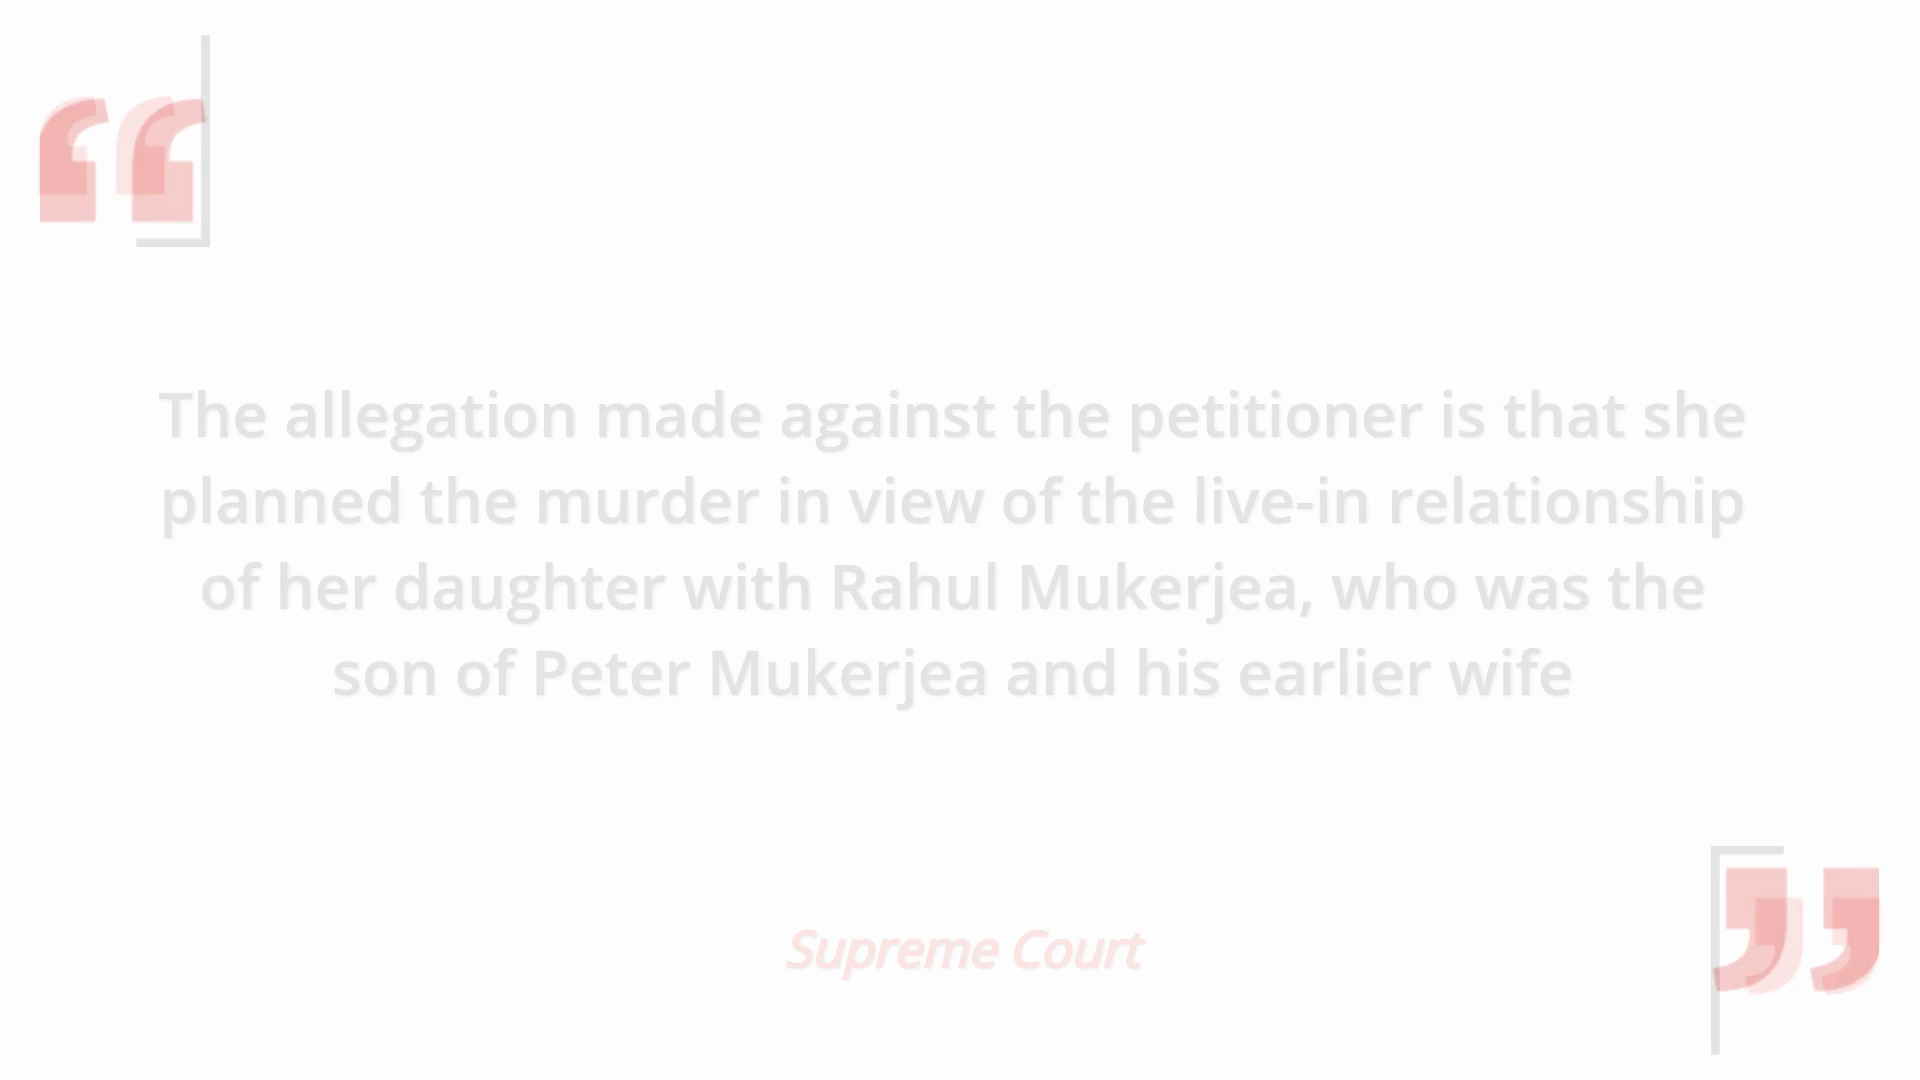 The allegation made against the petitioner is that she
planned the murder in view of the live-in relationship
of her daughter with Rahul Mukerjea, who was the
son of Peter Mukerjea and his earlier wife
Supreme Court